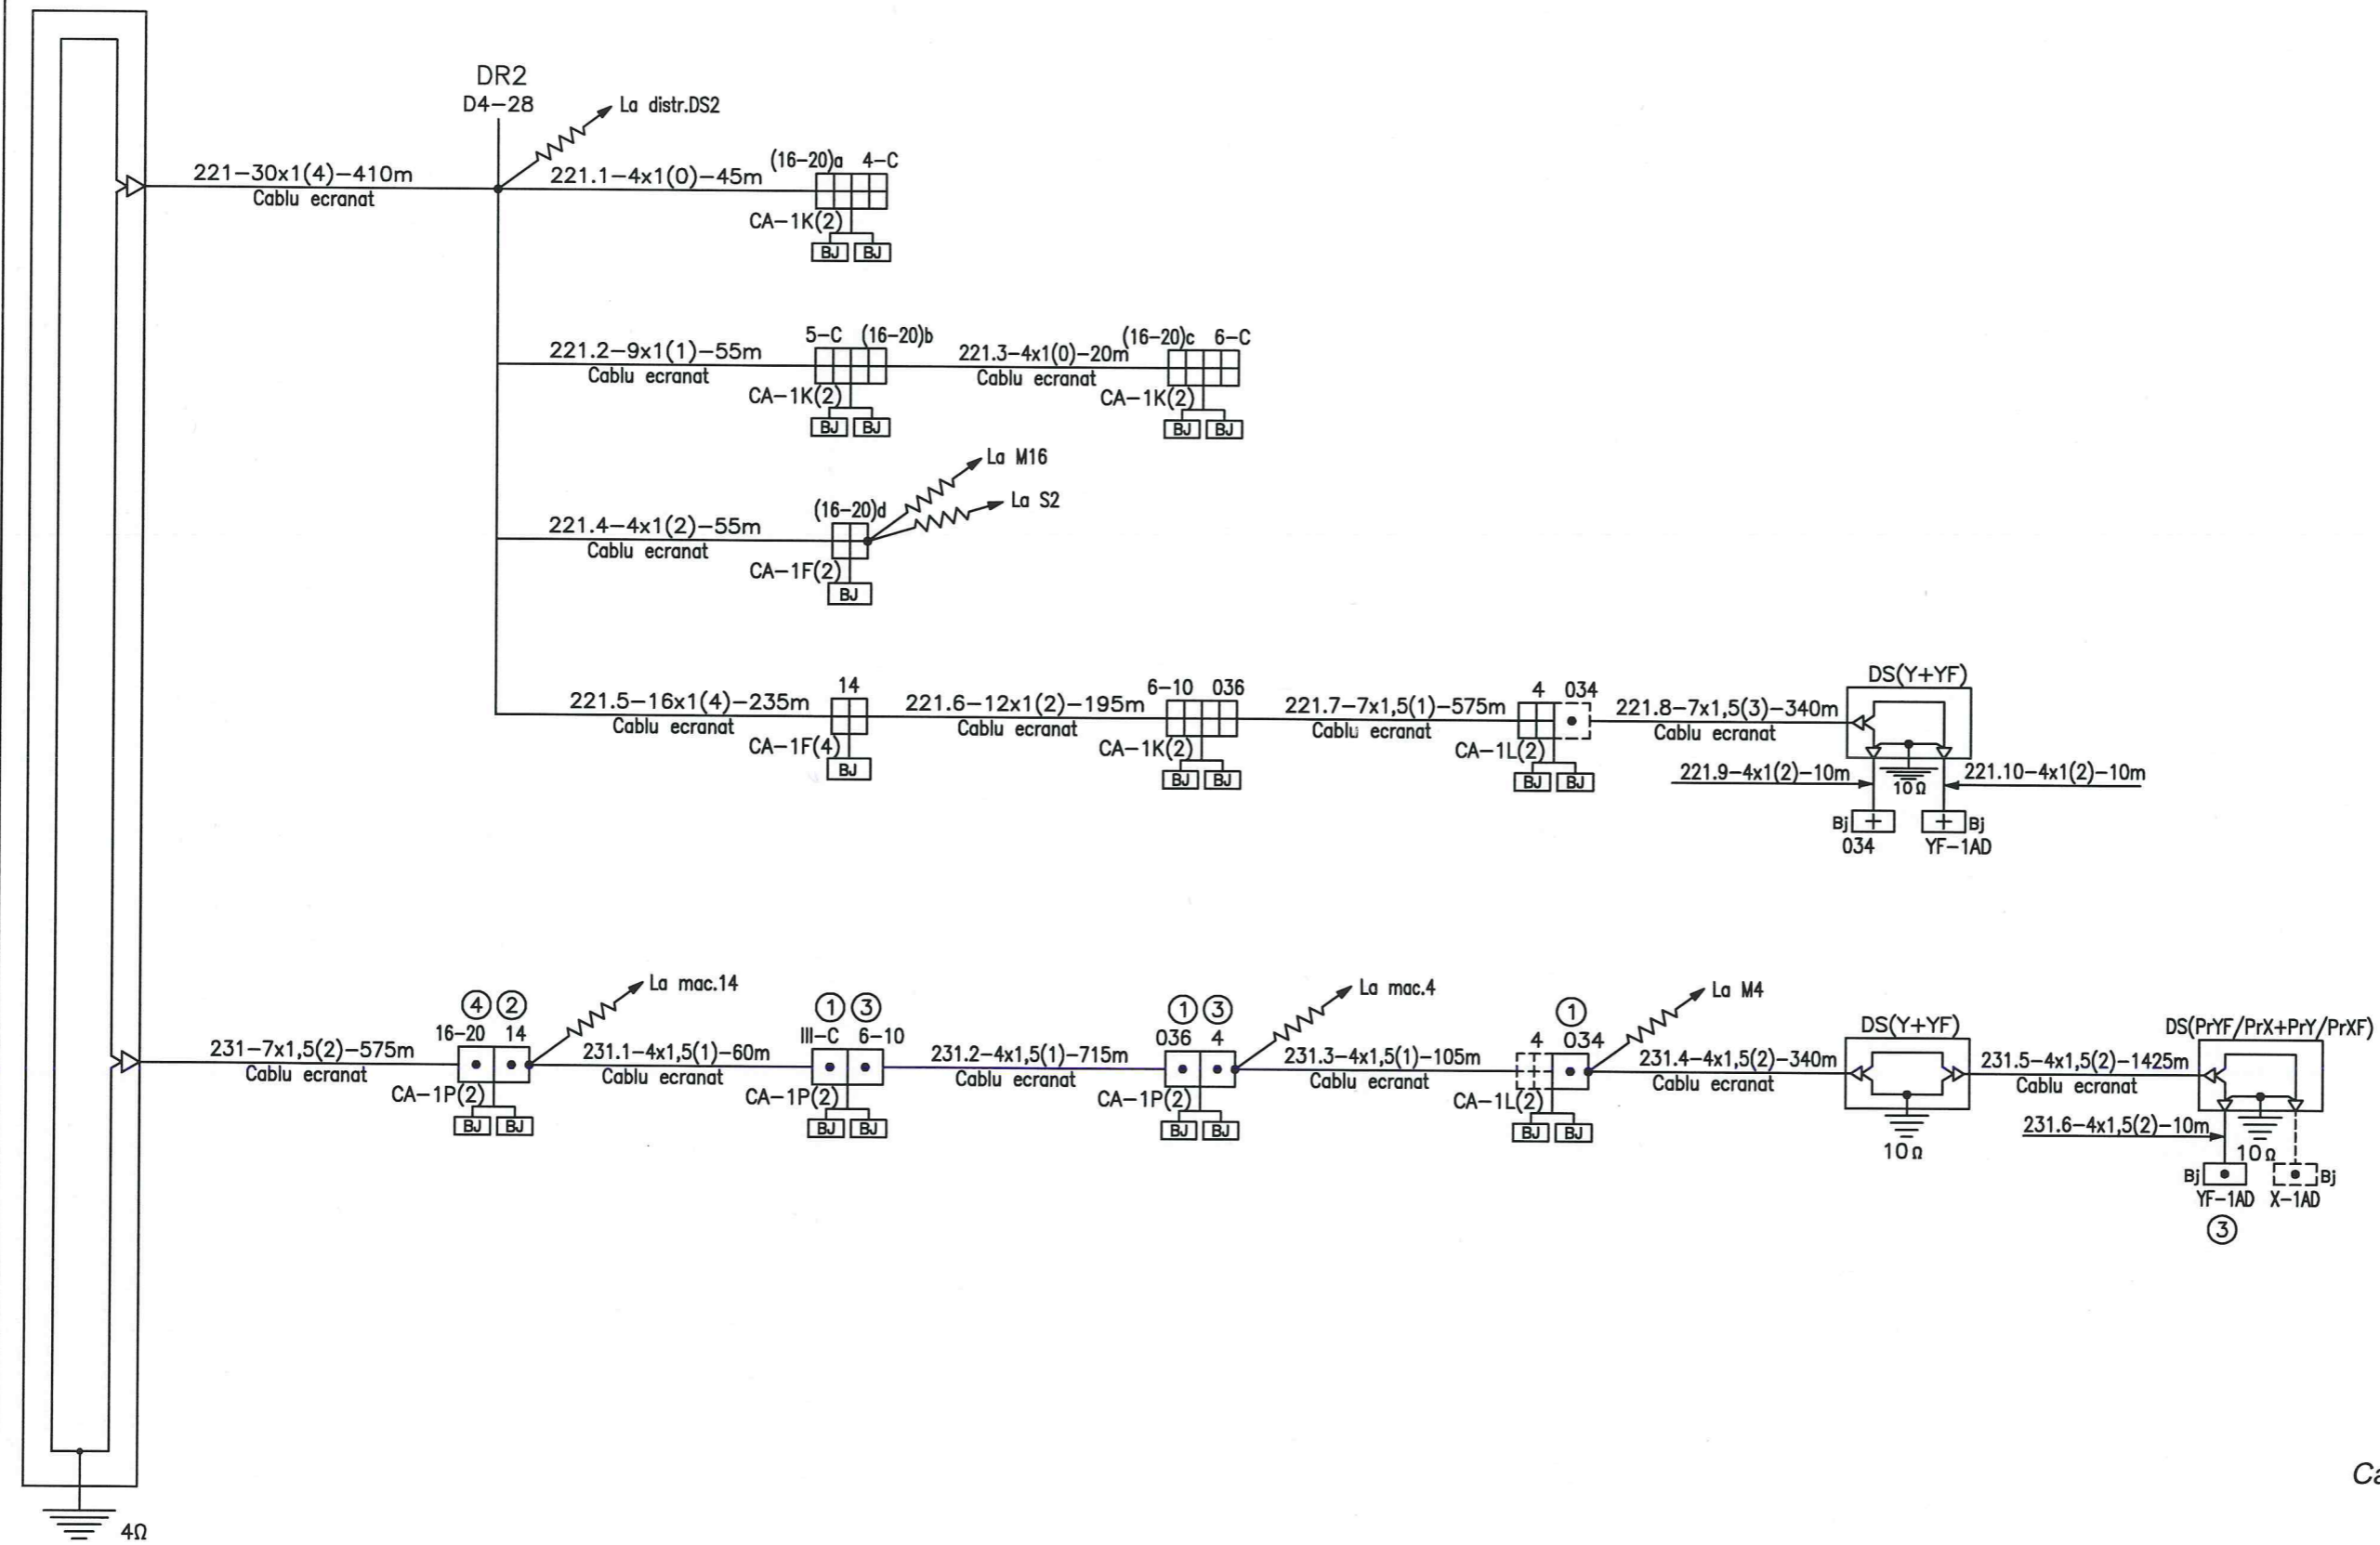 DR2
D4-28
La distr.DS2
221-30x1(4)-410m
Cablu ecranat
221.1-4x1(0)-45m
(16-20)a 4-C
CA-1K(2)
BJ BJ
221.2-9x1(1)-55m
Cablu ecranat
5-C (16-20)b
CA-1K(2)
BJ BJ
221.3-4x1(0)-20m
Cablu ecranat
(16-20)c 6-C
CA-1K(2)
BJ BJ
221.4-4x1(2)-55m
Cablu ecranat
(16-20)d
La M16
La S2
CA-1F(2)
BJ
221.5-16x1(4)-235m
Cablu ecranat
14
CA-1F(4)
BJ
221.6-12x1(2)-195m
Cablu ecranat
6-10 036
CA-1K(2)
BJ BJ
221.7-7x1,5(1)-575m
Cablu ecranat
4 034
CA-1L(2)
BJ BJ
221.8-7x1,5(3)-340m
Cablu ecranat
DS(Y+YF)
221.9-4x1(2)-10m
10Ω
221.10-4x1(2)-10m
Bj
034
Bj
YF-1AD
231-7x1,5(2)-575m
Cablu ecranat
4 2
16-20 14
La mac.14
CA-1P(2)
BJ BJ
231.1-4x1,5(1)-60m
Cablu ecranat
1 3
III-C 6-10
CA-1P(2)
BJ BJ
231.2-4x1,5(1)-715m
Cablu ecranat
1 3
036 4
La mac.4
CA-1P(2)
BJ BJ
231.3-4x1,5(1)-105m
Cablu ecranat
1
4 034
La M4
CA-1L(2)
BJ BJ
231.4-4x1,5(2)-340m
Cablu ecranat
DS(Y+YF)
10Ω
231.5-4x1,5(2)-1425m
Cablu ecranat
DS(PrYF/PrX+PrY/PrXF)
231.6-4x1,5(2)-10m
10Ω
Bj
YF-1AD
3
Bj
X-1AD
4Ω